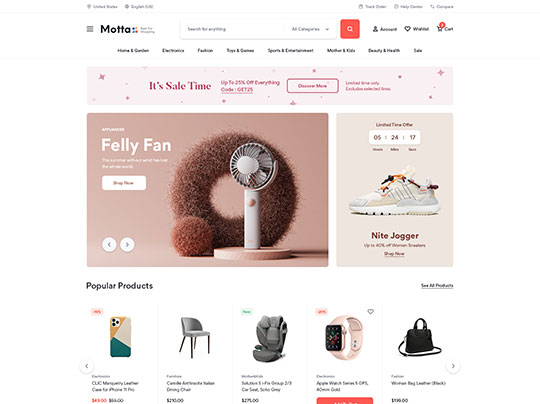 United States
English (US)
Track Order
Help Center
Compare
Motta
Best For Shopping
Search for anything
All Categories
Account
Wishlist
Cart
Home & Garden
Electronics
Fashion
Toys & Games
Sports & Entertainment
Mother & Kids
Beauty & Health
Sale
It's Sale Time
Up To 25% Off Everything
Code : GET25
Discover More
Limited time only.
Excludes selected lines.
APPLIANCES
Felly Fan
The summer without wind has lost
the whole world.
Shop Now
Limited Time Offer
05 : 24 : 17
Hours Mins Secs
Nite Jogger
Up to 40% off Women Sneakers
Shop Now
Popular Products
See All Products
New
Electronics
CLIC Marquetry Leather
Case for iPhone 11 Pro
$49.00 $59.00
Furniture
Camille Anthracite Italian
Dining Chair
$210.00
Mother&Kids
Solution S i-Fix Group 2/3
Car Seat, Soho Grey
$275.00
Electronics
Apple Watch Series 5 GPS,
40mm Gold
Fashion
Woman Bag Leather (Black)
$199.00